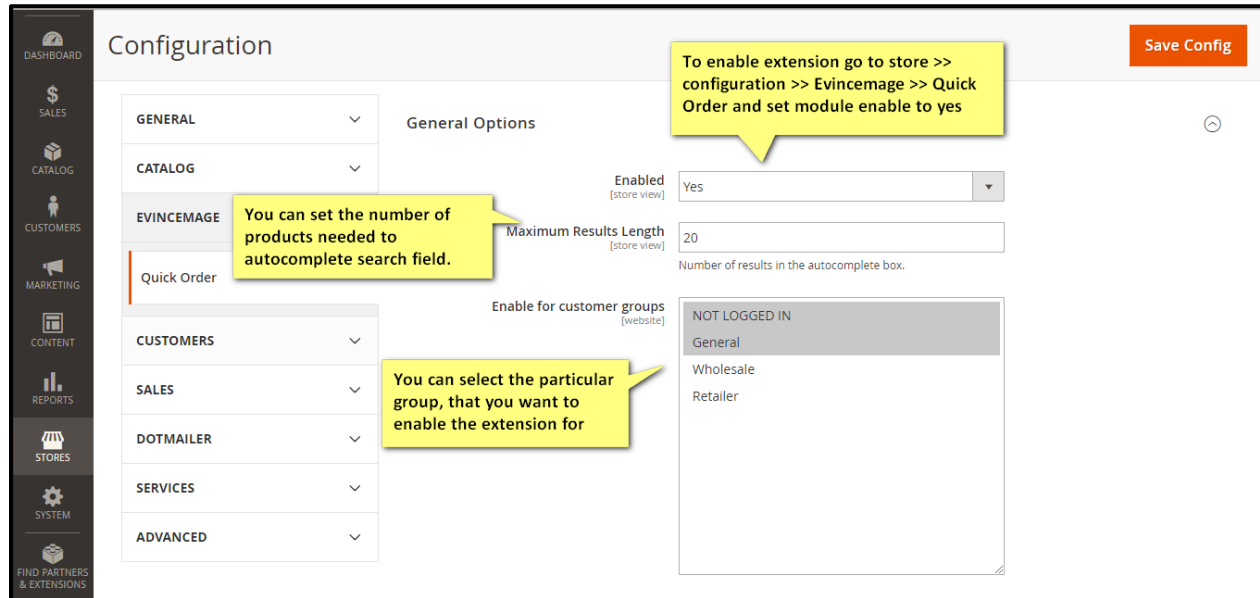 DASHBOARD
SALES
CATALOG
CUSTOMERS
MARKETING
CONTENT
REPORTS
STORES
SYSTEM
FIND PARTNERS
& EXTENSIONS
Configuration
Save Config
To enable extension go to store >>
configuration >> Evincemage >> Quick
Order and set module enable to yes
GENERAL
CATALOG
EVINCEMAGE
Quick Order
CUSTOMERS
SALES
DOTMAILER
SERVICES
ADVANCED
General Options
Enabled
[store view]
Yes
You can set the number of
products needed to
autocomplete search field.
Maximum Results Length
[store view]
20
Number of results in the autocomplete box.
Enable for customer groups
[website]
NOT LOGGED IN
General
Wholesale
Retailer
You can select the particular
group, that you want to
enable the extension for